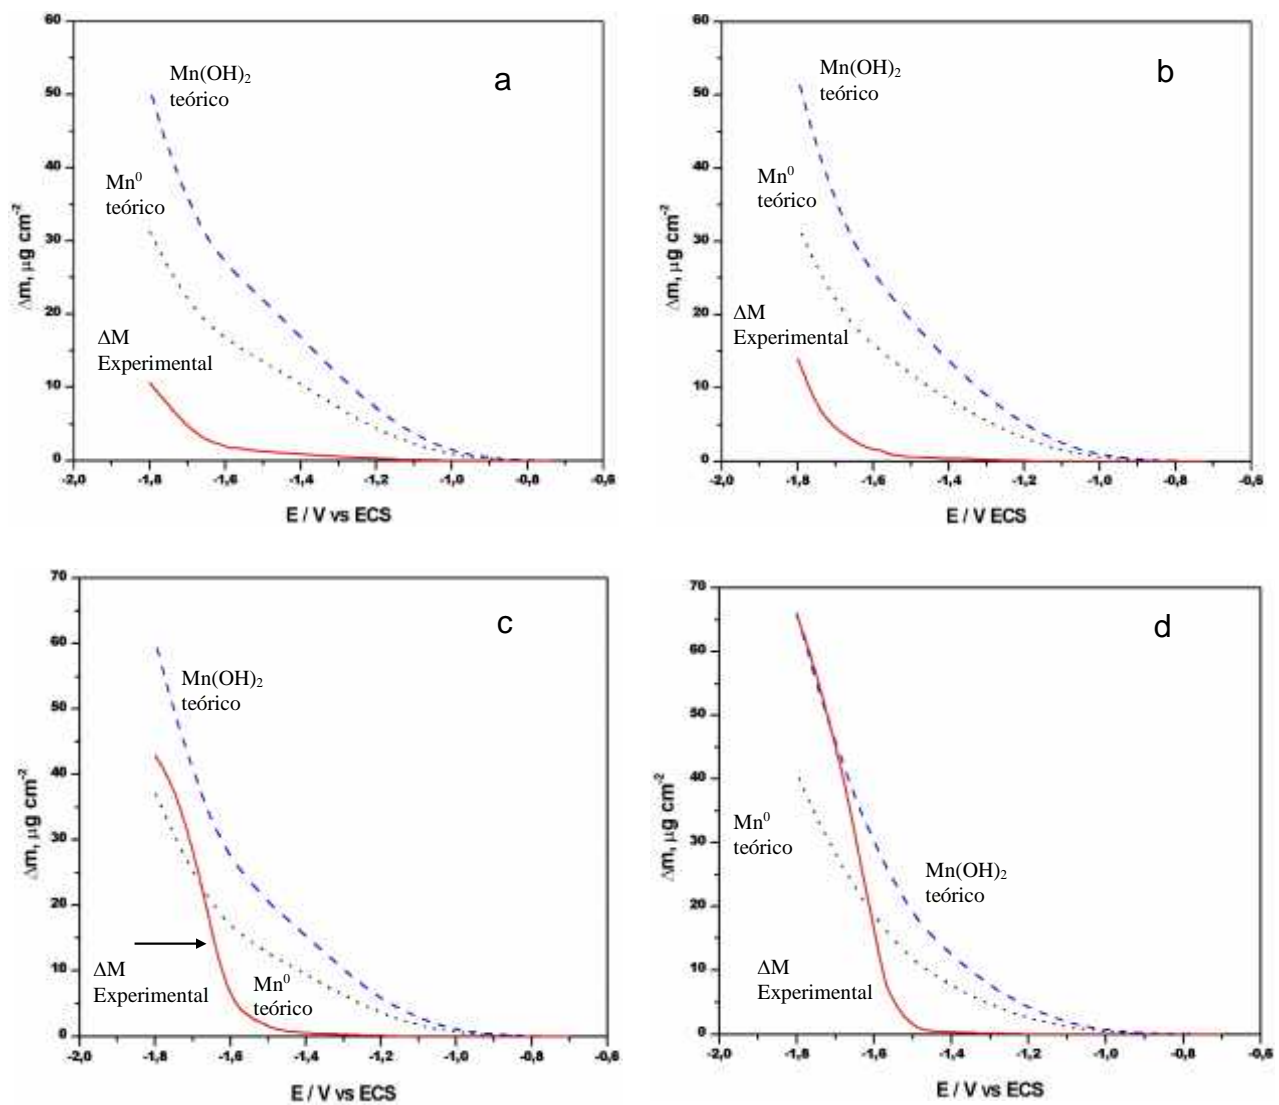 60
50
40
30
20
10
0
Δm, µg cm⁻²
Mn(OH)₂
teórico
a
Mn⁰
teórico
ΔM
Experimental
-2,0 -1,8 -1,6 -1,4 -1,2 -1,0 -0,8 -0,6
E / V vs ECS
60
50
40
30
20
10
0
Δm, µg cm⁻²
Mn(OH)₂
teórico
b
Mn⁰
teórico
ΔM
Experimental
-2,0 -1,8 -1,6 -1,4 -1,2 -1,0 -0,8 -0,6
E / V ECS
70
60
50
40
30
20
10
0
Δm, µg cm⁻²
c
Mn(OH)₂
teórico
ΔM
Experimental
Mn⁰
teórico
-2,0 -1,8 -1,6 -1,4 -1,2 -1,0 -0,8 -0,6
E / V vs ECS
70
60
50
40
30
20
10
0
Δm, µg cm⁻²
d
Mn⁰
teórico
Mn(OH)₂
teórico
ΔM
Experimental
-2,0 -1,8 -1,6 -1,4 -1,2 -1,0 -0,8 -0,6
E / V vs ECS